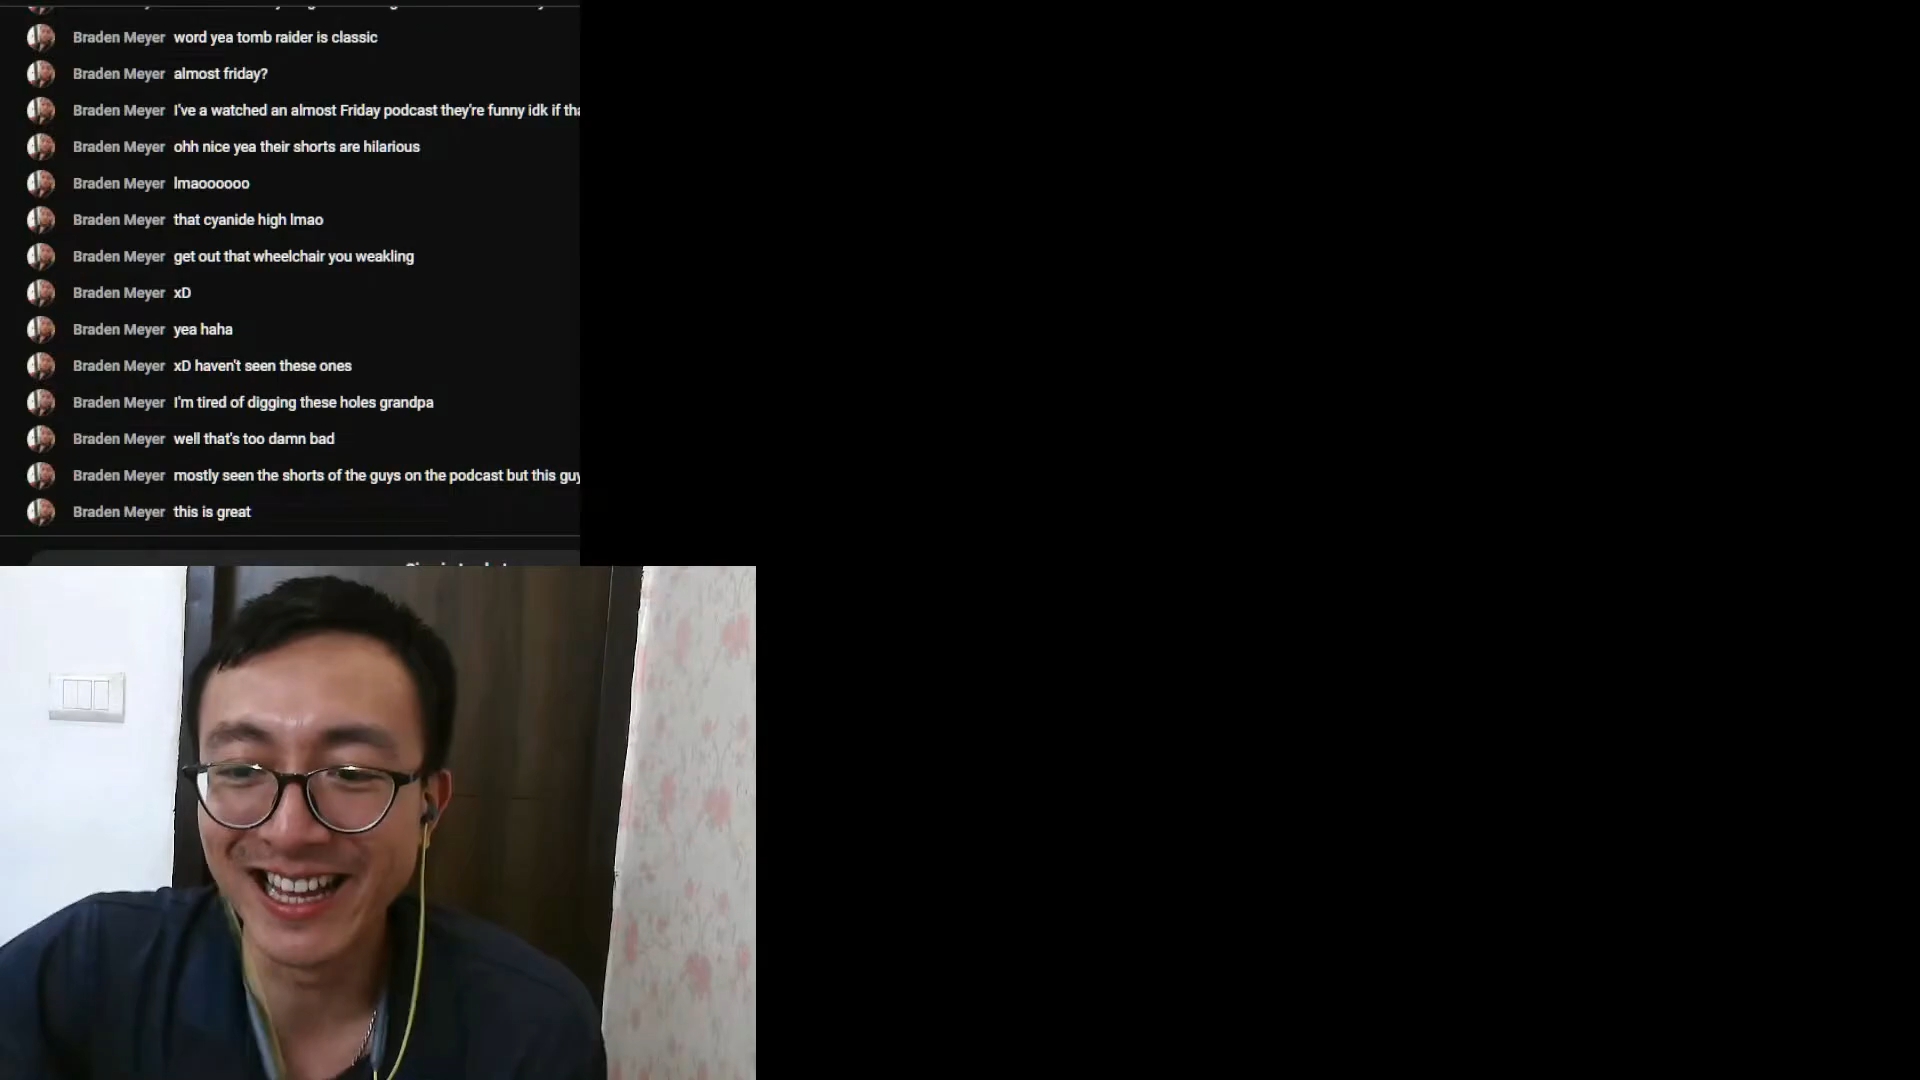 Braden Meyer word yea tomb raider is classic
Braden Meyer almost friday?
Braden Meyer I've a watched an almost Friday podcast they're funny idk if tha
Braden Meyer ohh nice yea their shorts are hilarious
Braden Meyer lmaoooooo
Braden Meyer that cyanide high lmao
Braden Meyer get out that wheelchair you weakling
Braden Meyer xD
Braden Meyer yea haha
Braden Meyer xD haven't seen these ones
Braden Meyer I'm tired of digging these holes grandpa
Braden Meyer well that's too damn bad
Braden Meyer mostly seen the shorts of the guys on the podcast but this guy
Braden Meyer this is great